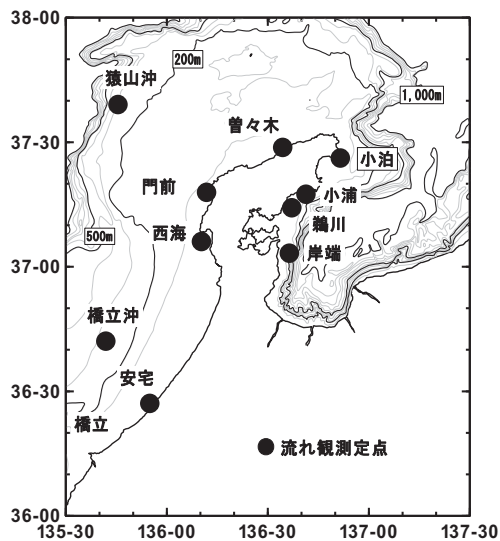 38-00
200m
猿山沖
1,000m
曽々木
37-30
小泊
門前
小浦
鵜川
西海
500m
岸端
37-00
橋立沖
安宅
36-30
橋立
流れ観測定点
36-00
135-30
136-00
136-30
137-00
137-30